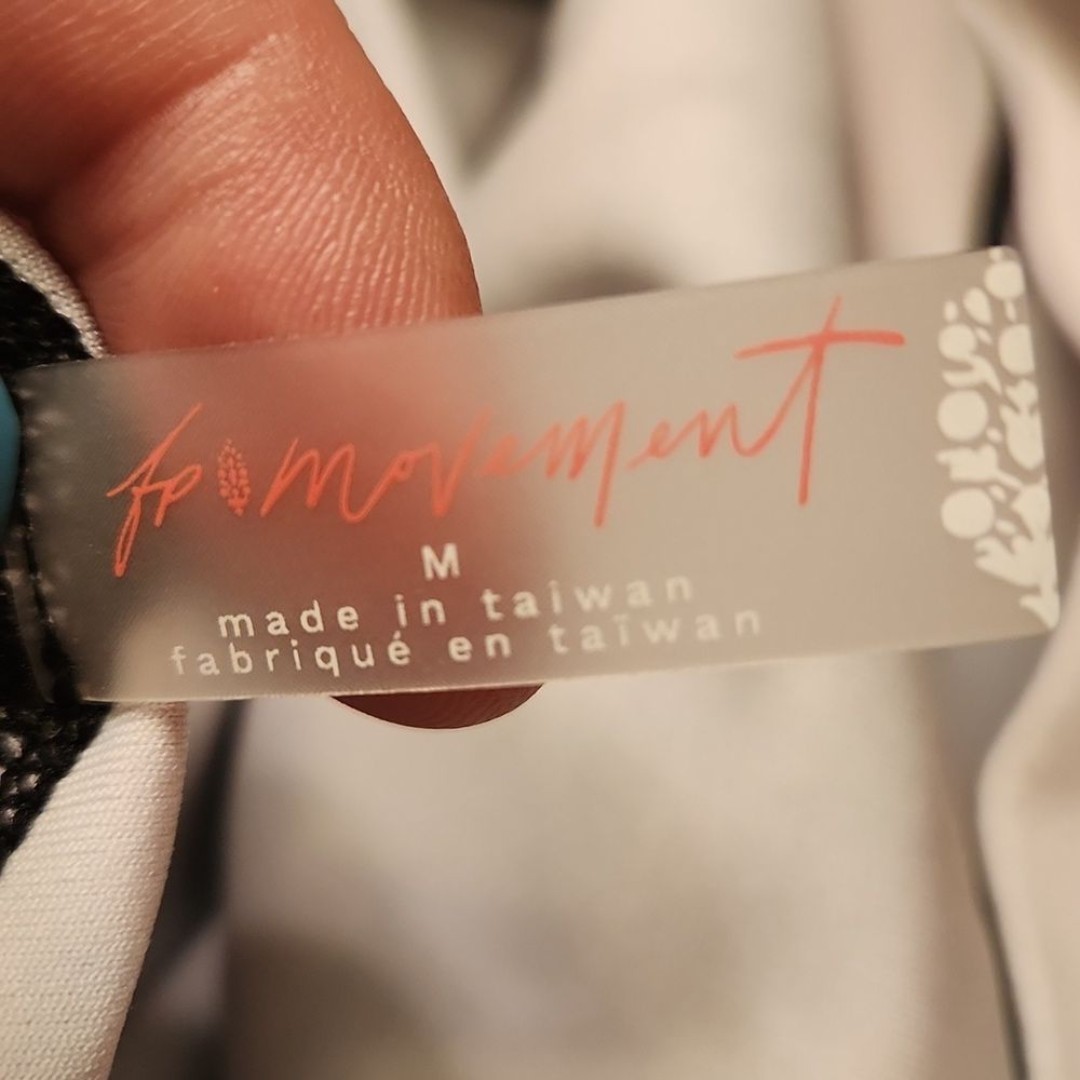 fp movement
M
made in taiwan
fabriqué en taïwan